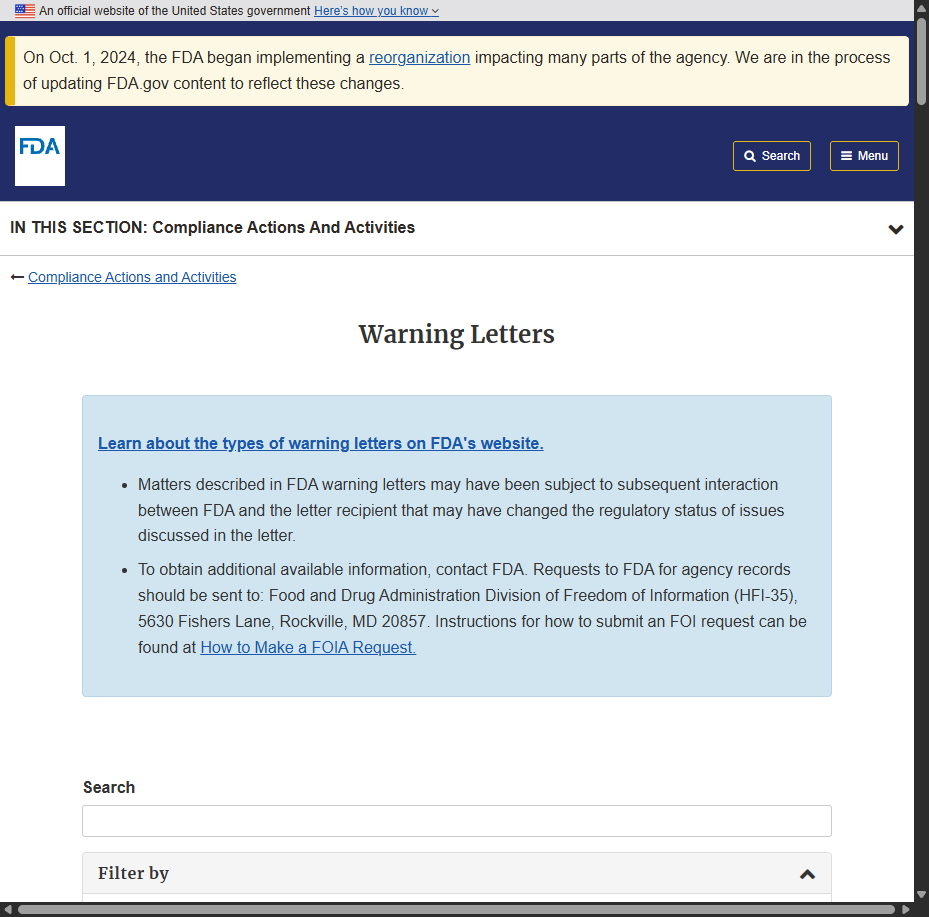 An official website of the United States government Here's how you know
On Oct. 1, 2024, the FDA began implementing a reorganization impacting many parts of the agency. We are in the process
of updating FDA.gov content to reflect these changes.
FDA
Search
Menu
IN THIS SECTION: Compliance Actions And Activities
Compliance Actions and Activities
Warning Letters
Learn about the types of warning letters on FDA's website.
• Matters described in FDA warning letters may have been subject to subsequent interaction
between FDA and the letter recipient that may have changed the regulatory status of issues
discussed in the letter.
• To obtain additional available information, contact FDA. Requests to FDA for agency records
should be sent to: Food and Drug Administration Division of Freedom of Information (HFI-35),
5630 Fishers Lane, Rockville, MD 20857. Instructions for how to submit an FOI request can be
found at How to Make a FOIA Request.
Search
Filter by